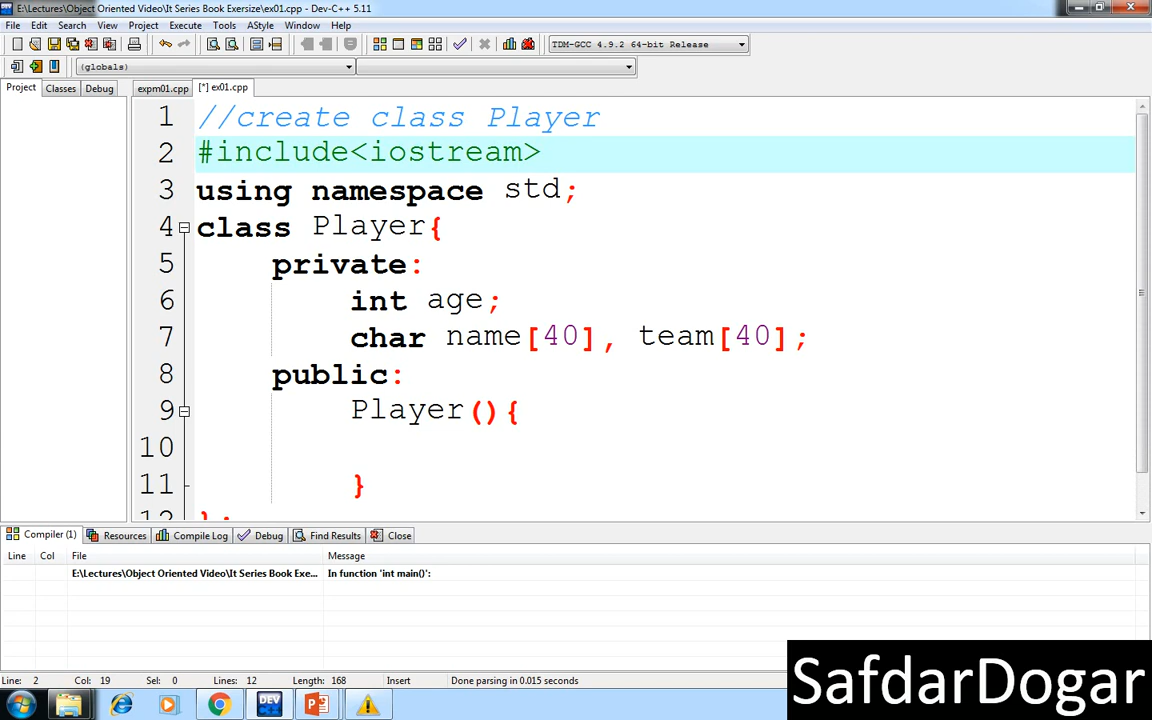 E:\Lectures\Object Oriented Video\It Series Book Exersize\ex01.cpp - Dev-C++ 5.11
File Edit Search View Project Execute Tools AStyle Window Help
TDM-GCC 4.9.2 64-bit Release
(globals)
Project Classes Debug expm01.cpp [*] ex01.cpp
1 //create class Player
2 #include<iostream>
3 using namespace std;
4 class Player{
5 private:
6 int age;
7 char name[40], team[40];
8 public:
9 Player(){
10
11 }
12 };
Compiler (1) Resources Compile Log Debug Find Results Close
Line Col File Message
E:\Lectures\Object Oriented Video\It Series Book Exe... In function 'int main()':
Line: 2 Col: 19 Sel: 0 Lines: 12 Length: 168 Insert Done parsing in 0.015 seconds
DEV
SafdarDogar